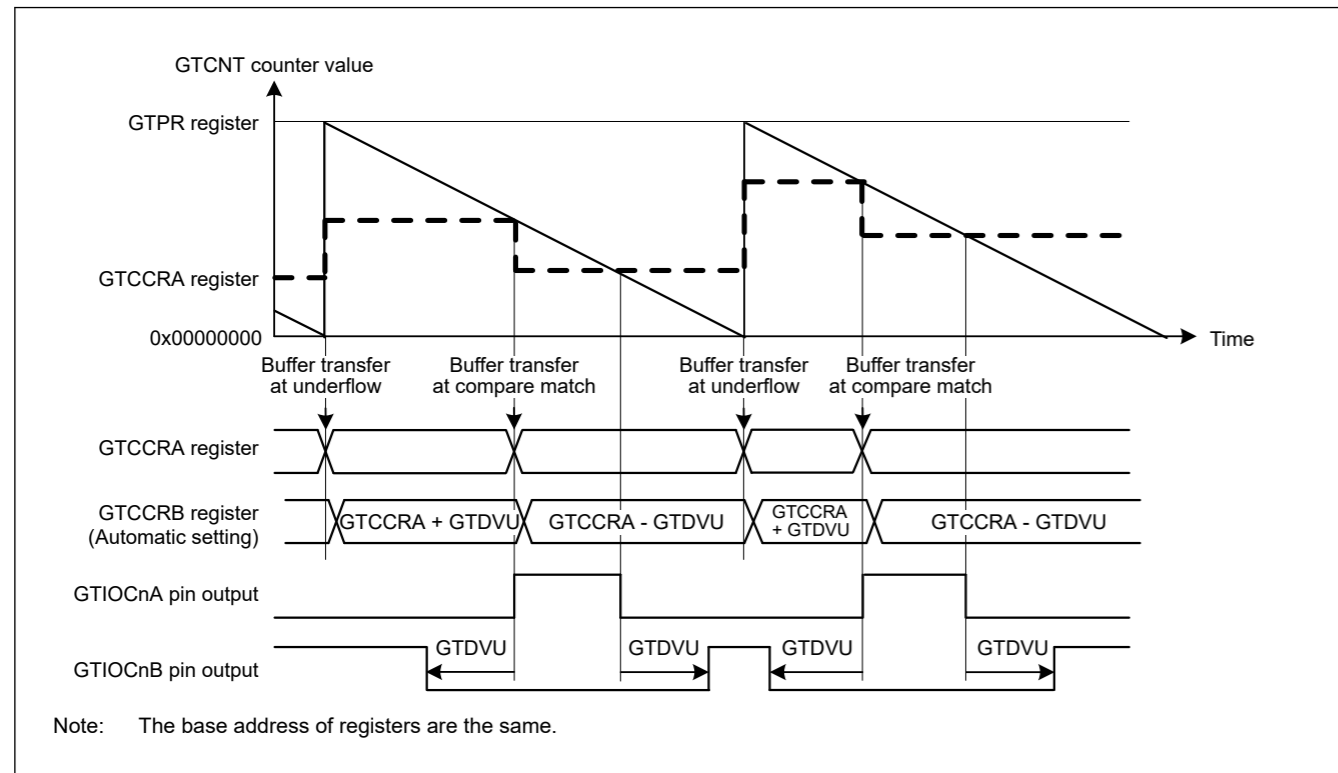 GTCNT counter value
GTPR register
GTCCRA register
0x00000000
Time
Buffer transfer
at underflow
Buffer transfer
at compare match
Buffer transfer
at underflow
Buffer transfer
at compare match
GTCCRA register
GTCCRB register
(Automatic setting)
GTCCRA + GTDVU
GTCCRA - GTDVU
GTCCRA
+ GTDVU
GTCCRA - GTDVU
GTIOCnA pin output
GTIOCnB pin output
GTDVU
GTDVU
GTDVU
GTDVU
Note: The base address of registers are the same.